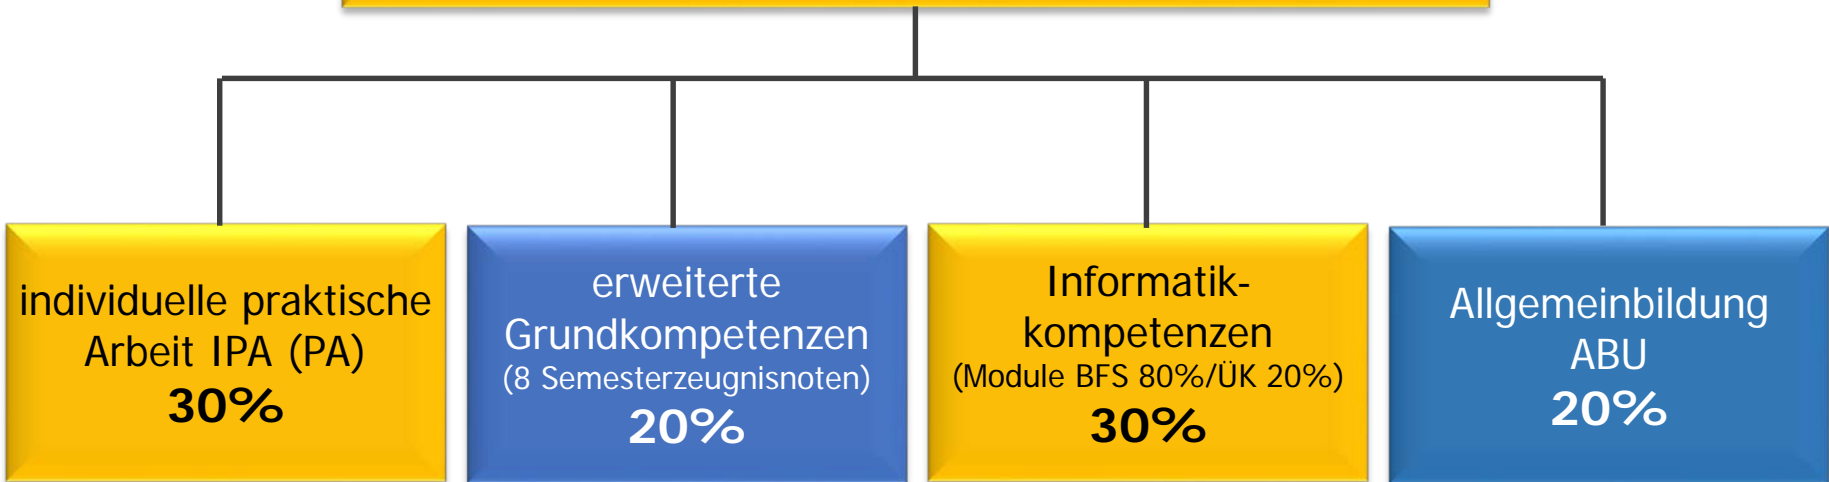 individuelle praktische
Arbeit IPA (PA)
30%
erweiterte
Grundkompetenzen
(8 Semesterzeugnisnoten)
20%
Informatik-
kompetenzen
(Module BFS 80%/ÜK 20%)
30%
Allgemeinbildung
ABU
20%